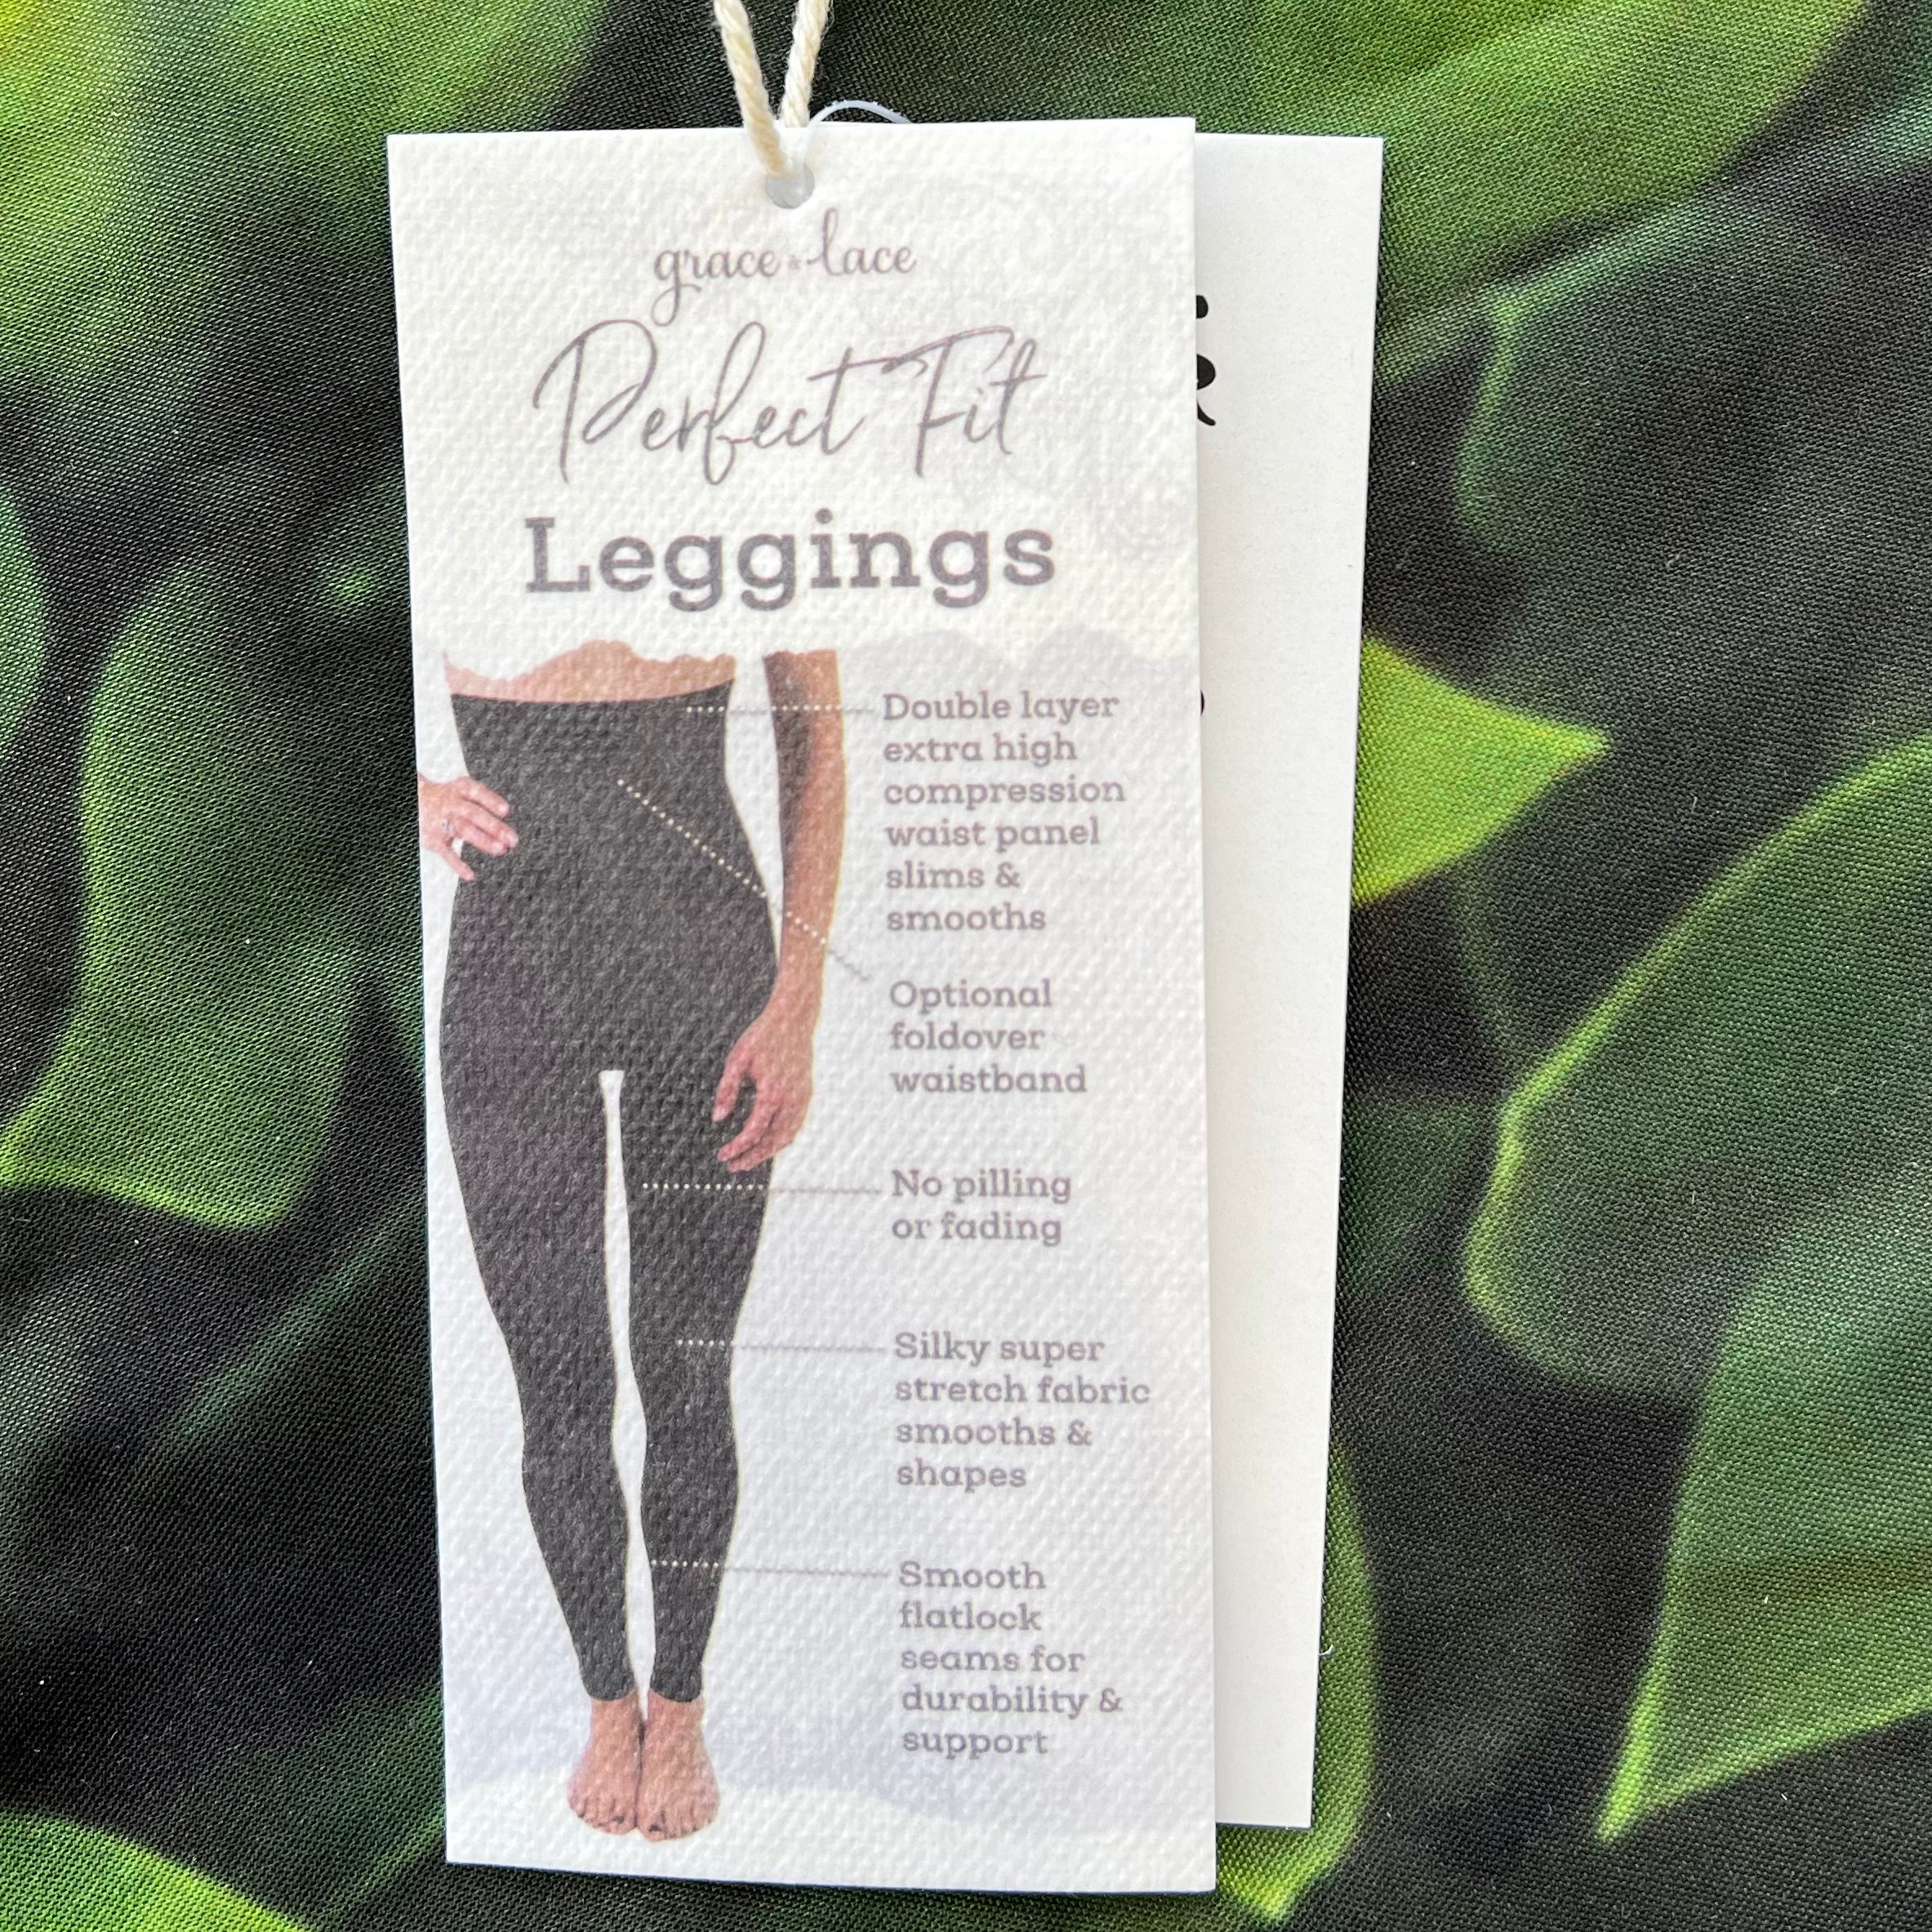 grace & lace
Perfect Fit
Leggings
Double layer
extra high
compression
waist panel
slims &
smooths
Optional
foldover
waistband
No pilling
or fading
Silky super
stretch fabric
smooths &
shapes
Smooth
flatlock
seams for
durability &
support